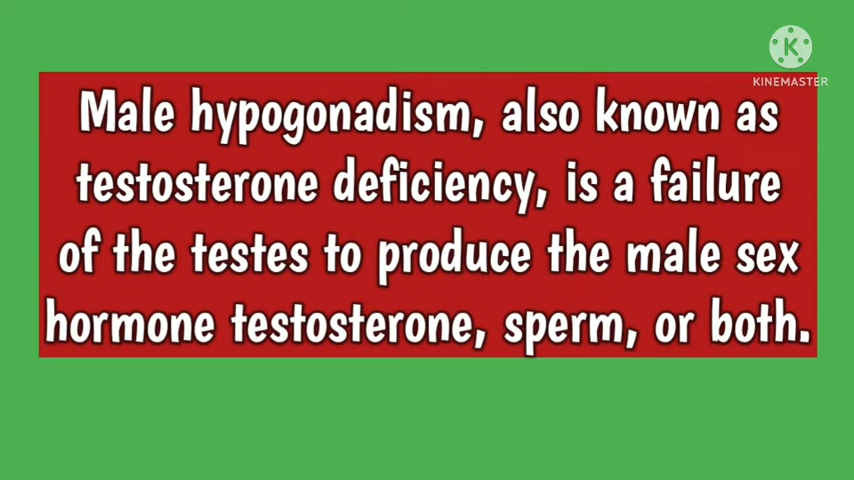 KINEMASTER
Male hypogonadism, also known as
testosterone deficiency, is a failure
of the testes to produce the male sex
hormone testosterone, sperm, or both.